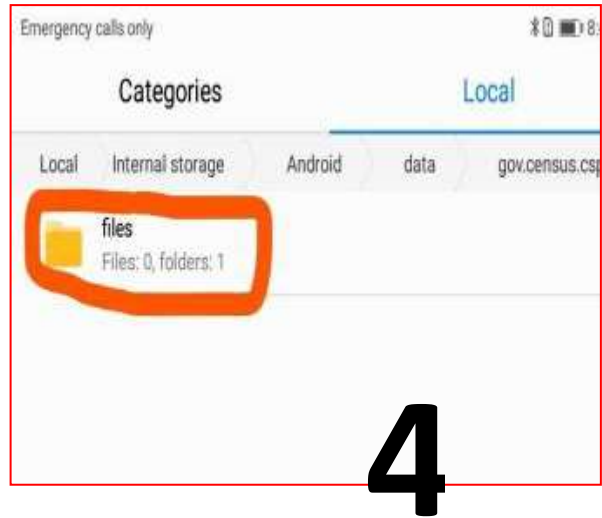 Emergency calls only 8:
Categories Local
Local Internal storage Android data gov.census.csp
files
Files: 0, folders: 1
4